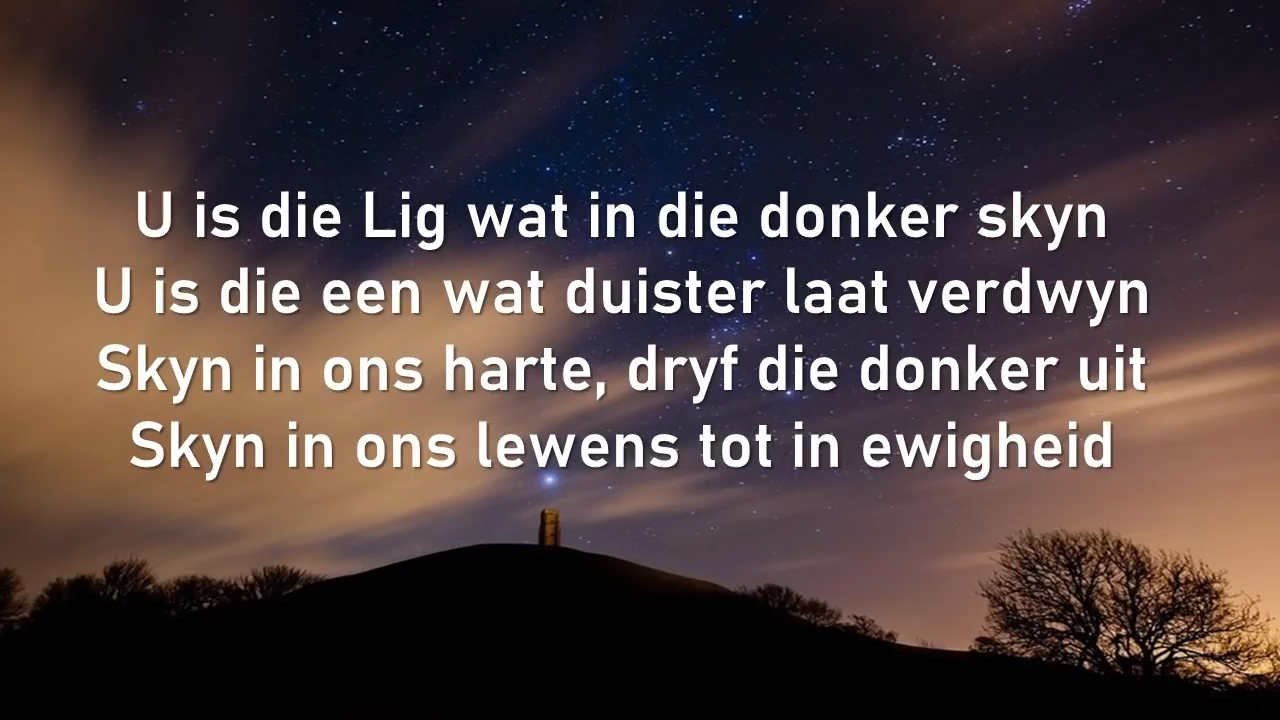 U is die Lig wat in die donker skyn
U is die een wat duister laat verdwyn
Skyn in ons harte, dryf die donker uit
Skyn in ons lewens tot in ewigheid